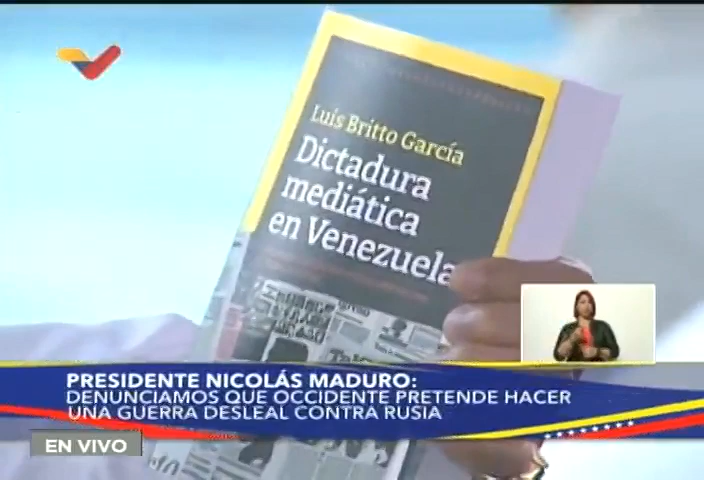 Luis Britto García
Dictadura
mediática
en Venezuela
PRESIDENTE NICOLÁS MADURO:
DENUNCIAMOS QUE OCCIDENTE PRETENDE HACER
UNA GUERRA DESLEAL CONTRA RUSIA
EN VIVO